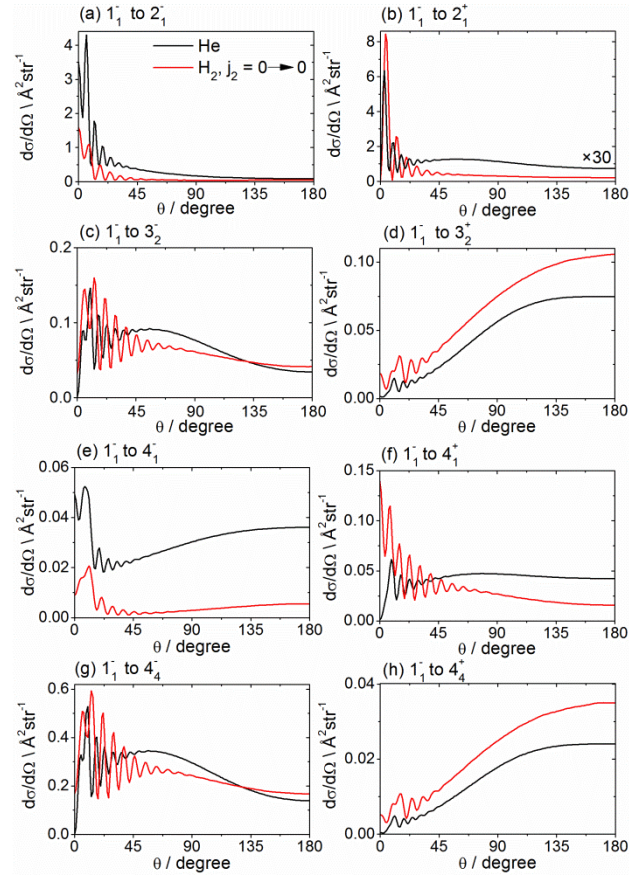 (a) 1₁⁻ to 2₁⁻
He
H₂, j₂ = 0→0
dσ/dΩ \ Å²str⁻¹
4
3
2
1
0
0 45 90 135 180
θ / degree
(b) 1₁⁻ to 2₁⁺
×30
dσ/dΩ \ Å²str⁻¹
8
6
4
2
0
0 45 90 135 180
θ / degree
(c) 1₁⁻ to 3₂⁻
dσ/dΩ \ Å²str⁻¹
0.2
0.1
0.0
0 45 90 135 180
θ / degree
(d) 1₁⁻ to 3₂⁺
dσ/dΩ \ Å²str⁻¹
0.10
0.05
0.00
0 45 90 135 180
θ / degree
(e) 1₁⁻ to 4₁⁻
dσ/dΩ \ Å²str⁻¹
0.06
0.04
0.02
0.00
0 45 90 135 180
θ / degree
(f) 1₁⁻ to 4₁⁺
dσ/dΩ \ Å²str⁻¹
0.15
0.10
0.05
0.00
0 45 90 135 180
θ / degree
(g) 1₁⁻ to 4₄⁻
dσ/dΩ \ Å²str⁻¹
0.6
0.4
0.2
0.0
0 45 90 135 180
θ / degree
(h) 1₁⁻ to 4₄⁺
dσ/dΩ \ Å²str⁻¹
0.04
0.02
0.00
0 45 90 135 180
θ / degree